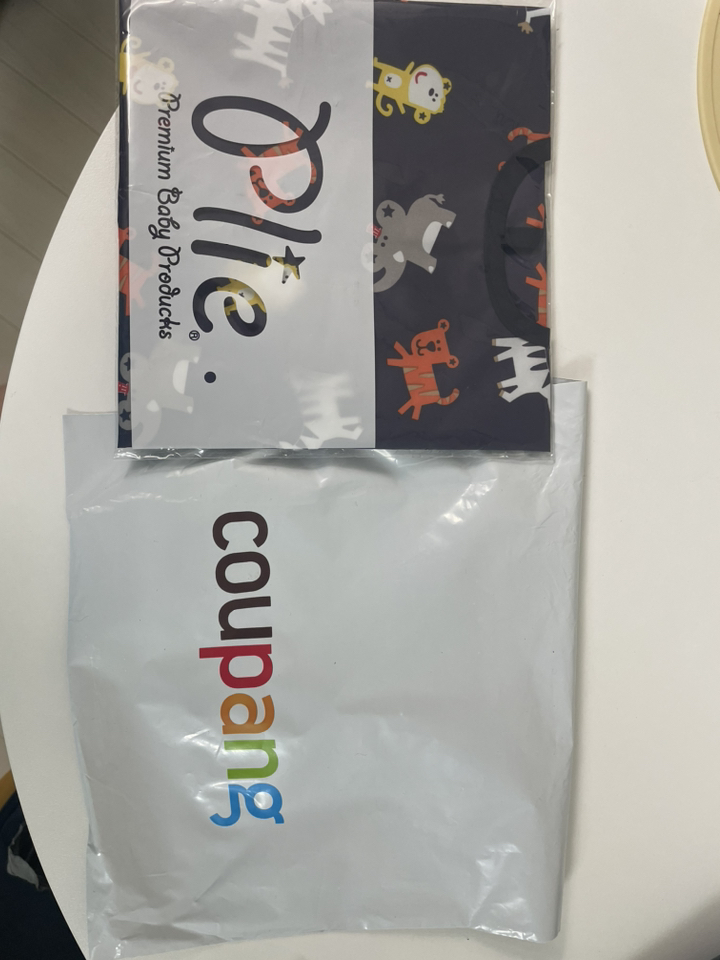 Ollie.
Premium Baby Products®
coupang